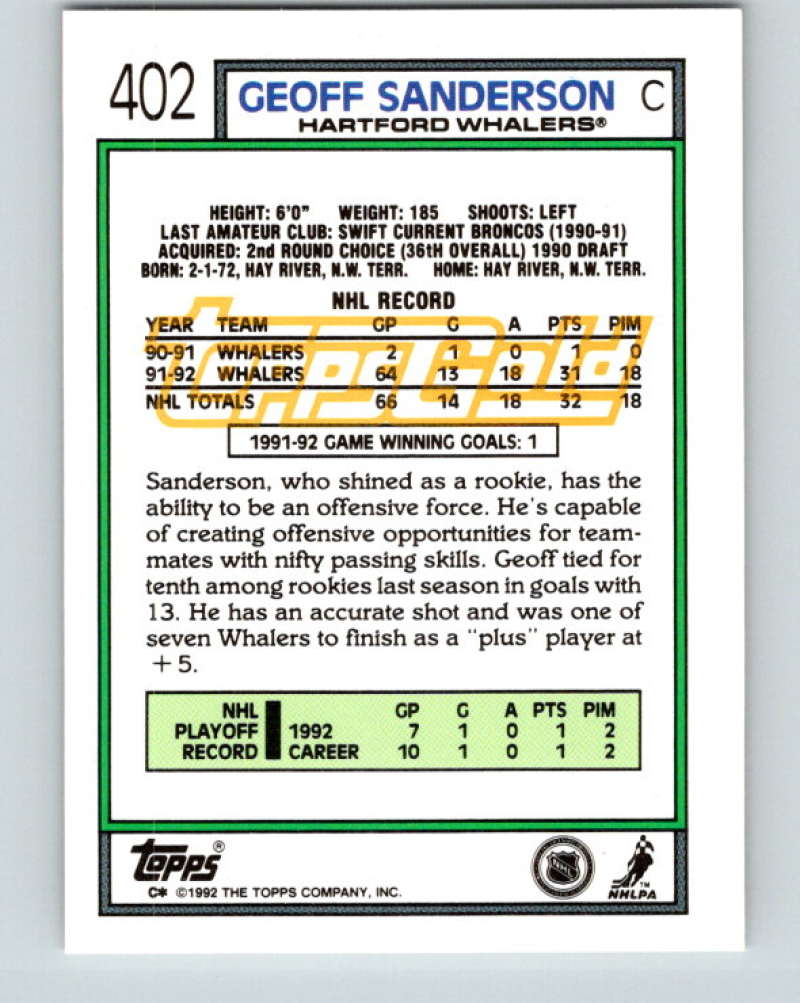 402
GEOFF SANDERSON C
HARTFORD WHALERS®
HEIGHT: 6'0" WEIGHT: 185 SHOOTS: LEFT
LAST AMATEUR CLUB: SWIFT CURRENT BRONCOS (1990-91)
ACQUIRED: 2nd ROUND CHOICE (36th OVERALL) 1990 DRAFT
BORN: 2-1-72, HAY RIVER, N.W. TERR. HOME: HAY RIVER, N.W. TERR.
NHL RECORD
YEAR TEAM GP G A PTS PIM
90-91 WHALERS 2 1 0 1 0
91-92 WHALERS 64 13 18 31 18
NHL TOTALS 66 14 18 32 18
toppsGold
1991-92 GAME WINNING GOALS: 1
Sanderson, who shined as a rookie, has the
ability to be an offensive force. He's capable
of creating offensive opportunities for team-
mates with nifty passing skills. Geoff tied for
tenth among rookies last season in goals with
13. He has an accurate shot and was one of
seven Whalers to finish as a "plus" player at
+5.
NHL GP G A PTS PIM
PLAYOFF 1992 7 1 0 1 2
RECORD CAREER 10 1 0 1 2
topps®
C* ©1992 THE TOPPS COMPANY, INC.
NHL
TM
NHLPA